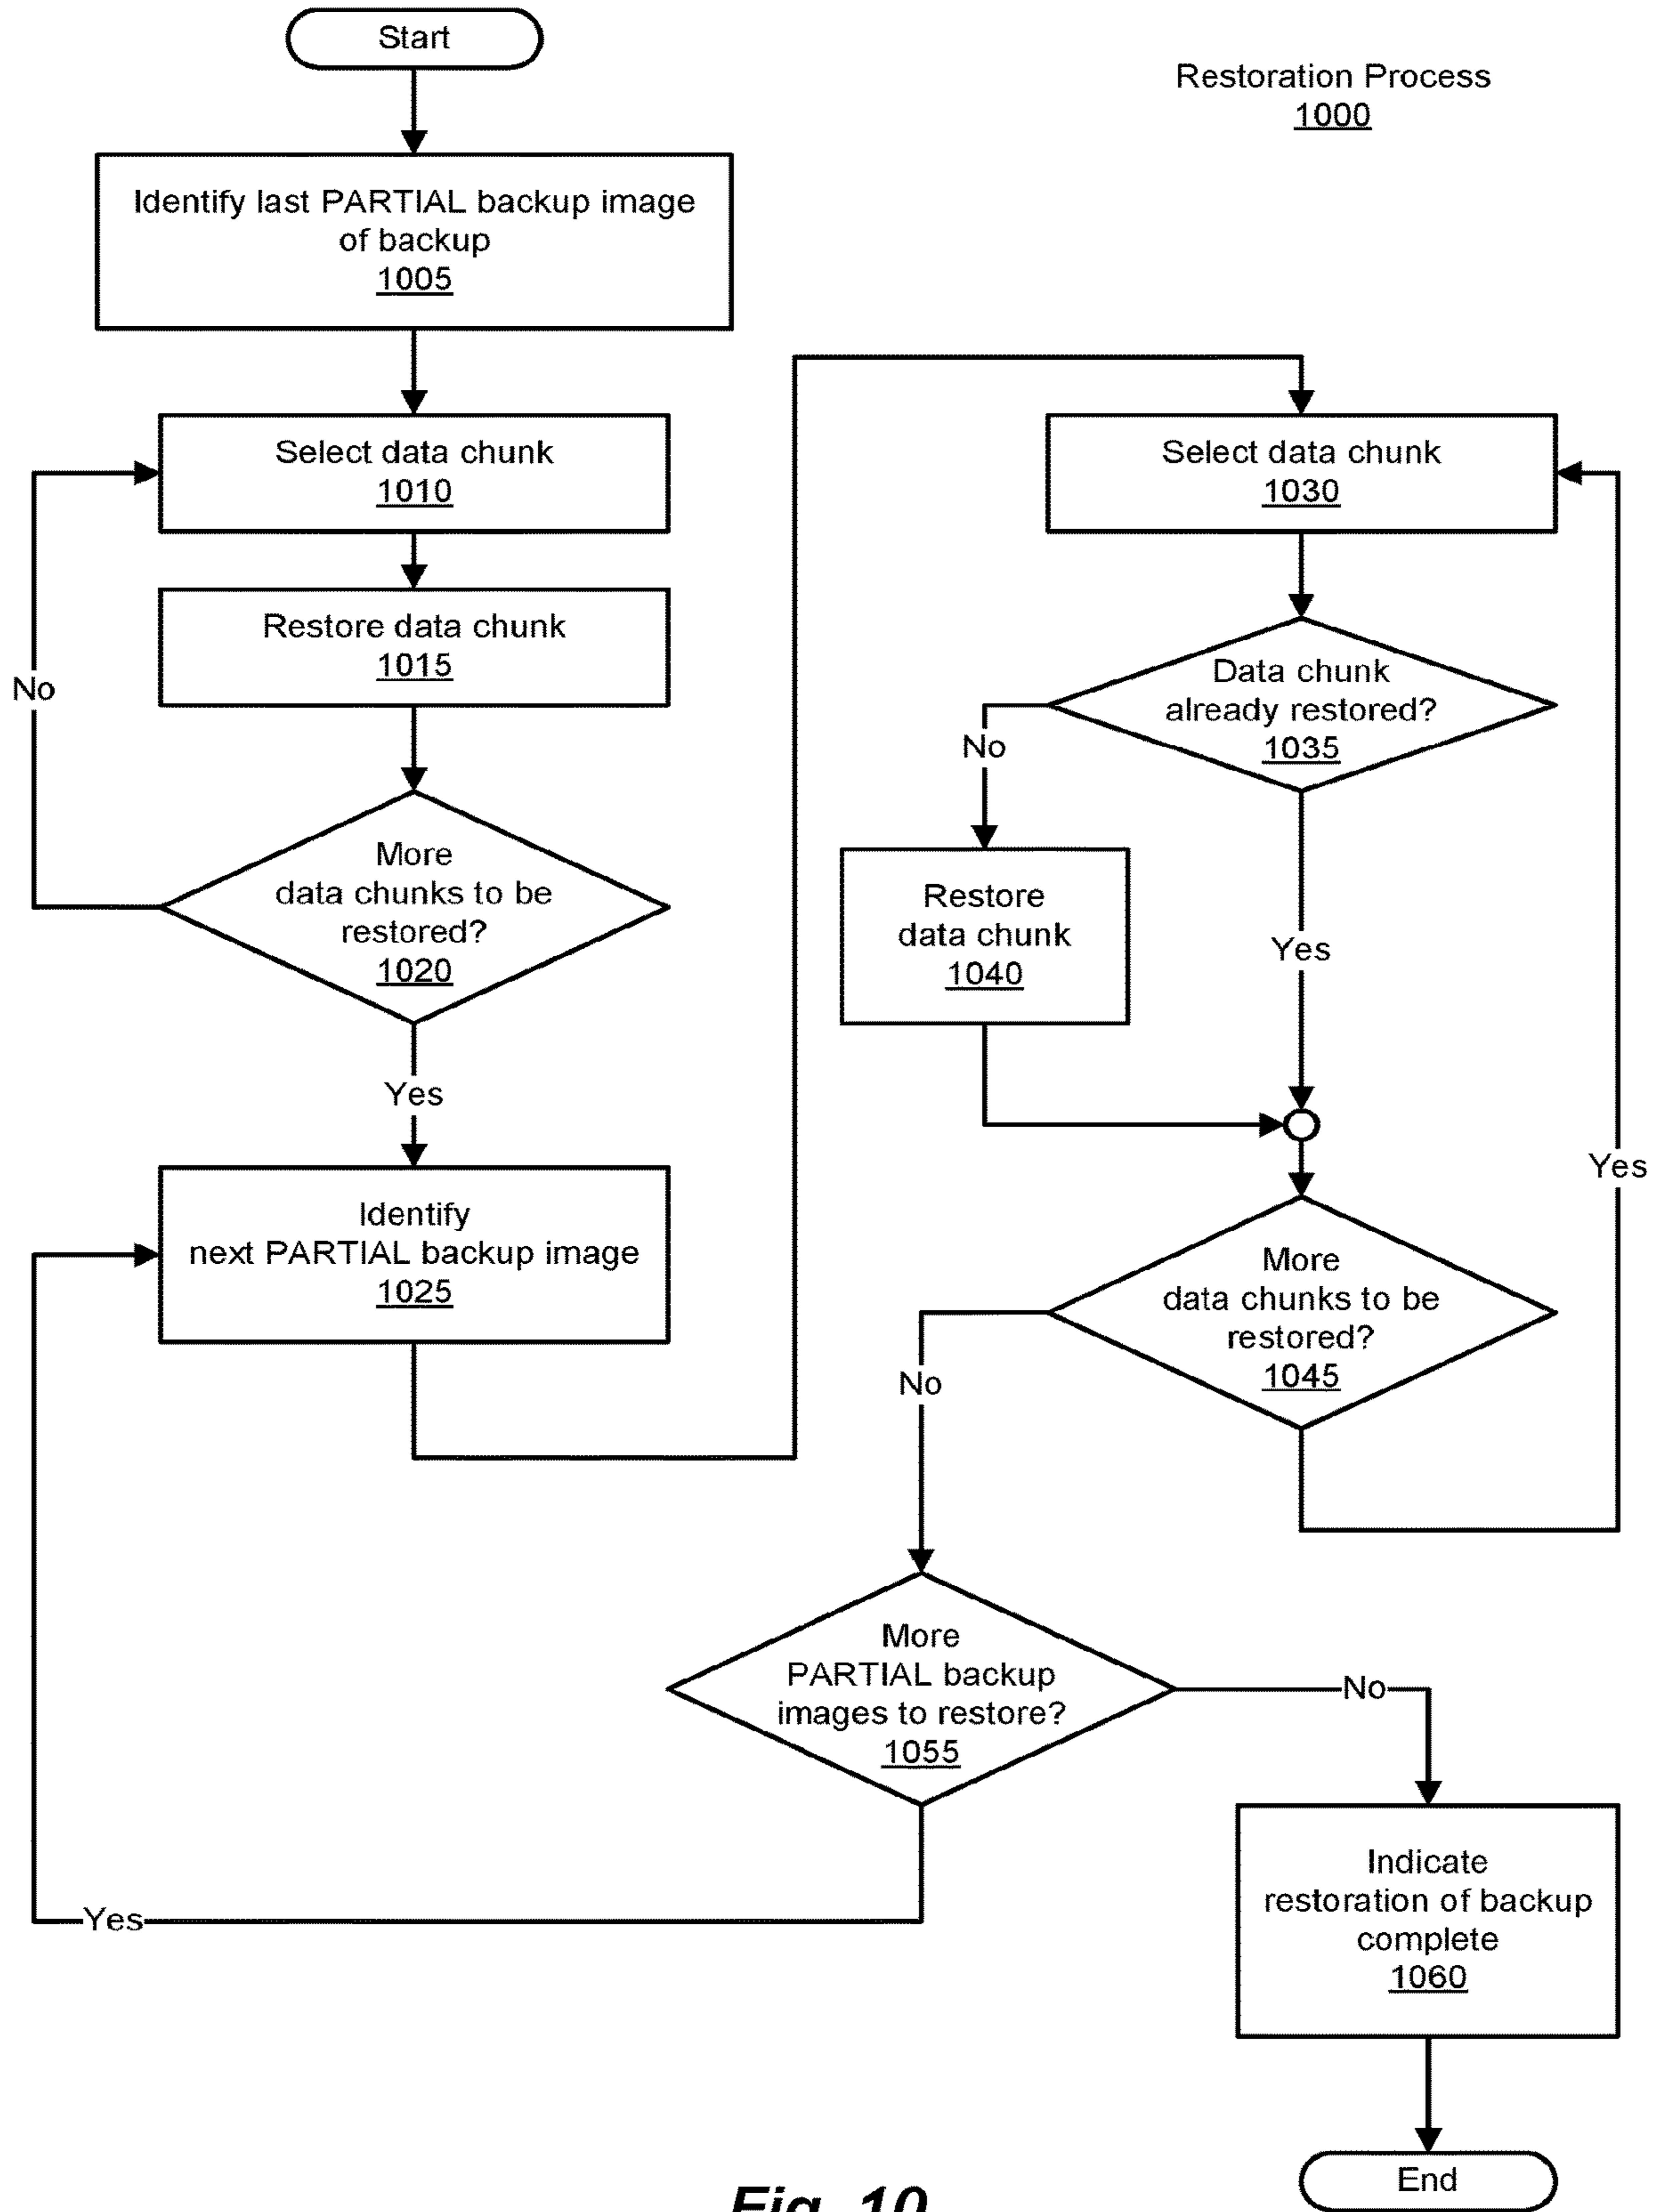 Start
Restoration Process
1000
Identify last PARTIAL backup image
of backup
1005
Select data chunk
1010
Restore data chunk
1015
No
More
data chunks to be
restored?
1020
Yes
Identify
next PARTIAL backup image
1025
Select data chunk
1030
Data chunk
already restored?
1035
No
Restore
data chunk
1040
Yes
More
data chunks to be
restored?
1045
Yes
No
More
PARTIAL backup
images to restore?
1055
No
Yes
Indicate
restoration of backup
complete
1060
End
Fig. 10